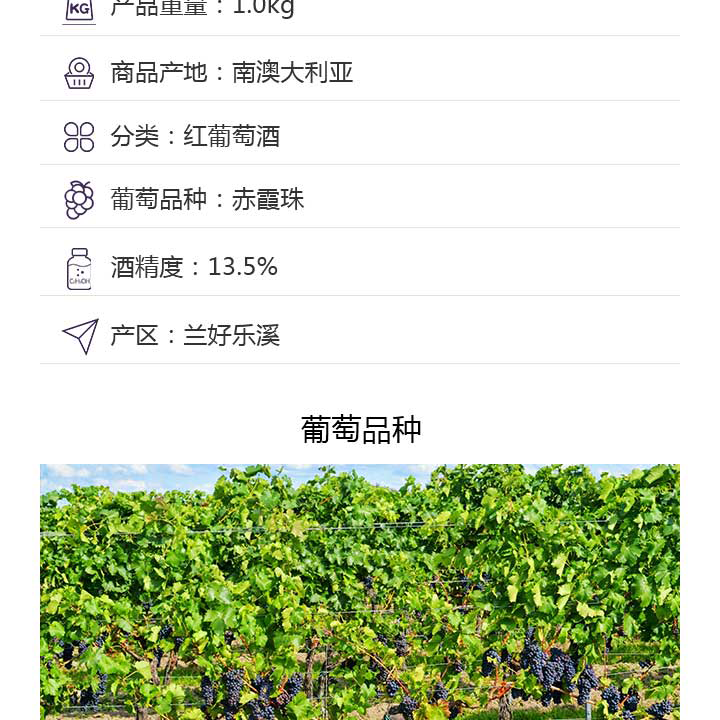 KG
产品重量：1.0kg
商品产地：南澳大利亚
分类：红葡萄酒
葡萄品种：赤霞珠
C₂H₅OH
酒精度：13.5%
产区：兰好乐溪
葡萄品种